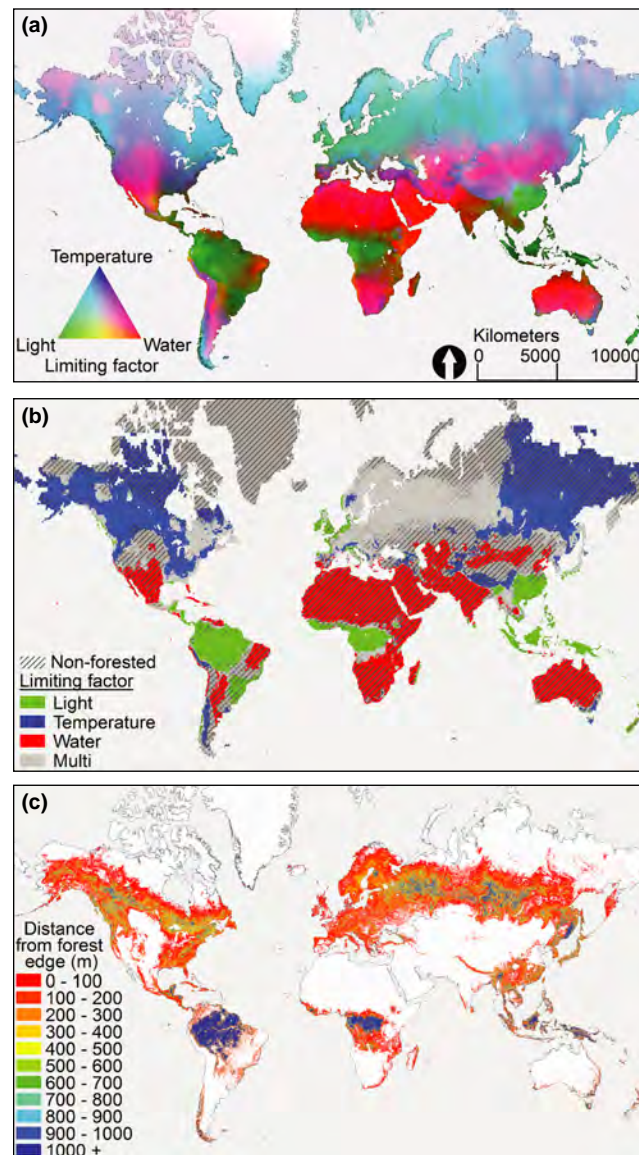 (a)
Temperature
Light
Water
Limiting factor
Kilometers
0 5000 10000
(b)
Non-forested
Limiting factor
Light
Temperature
Water
Multi
(c)
Distance
from forest
edge (m)
0 - 100
100 - 200
200 - 300
300 - 400
400 - 500
500 - 600
600 - 700
700 - 800
800 - 900
900 - 1000
1000 +